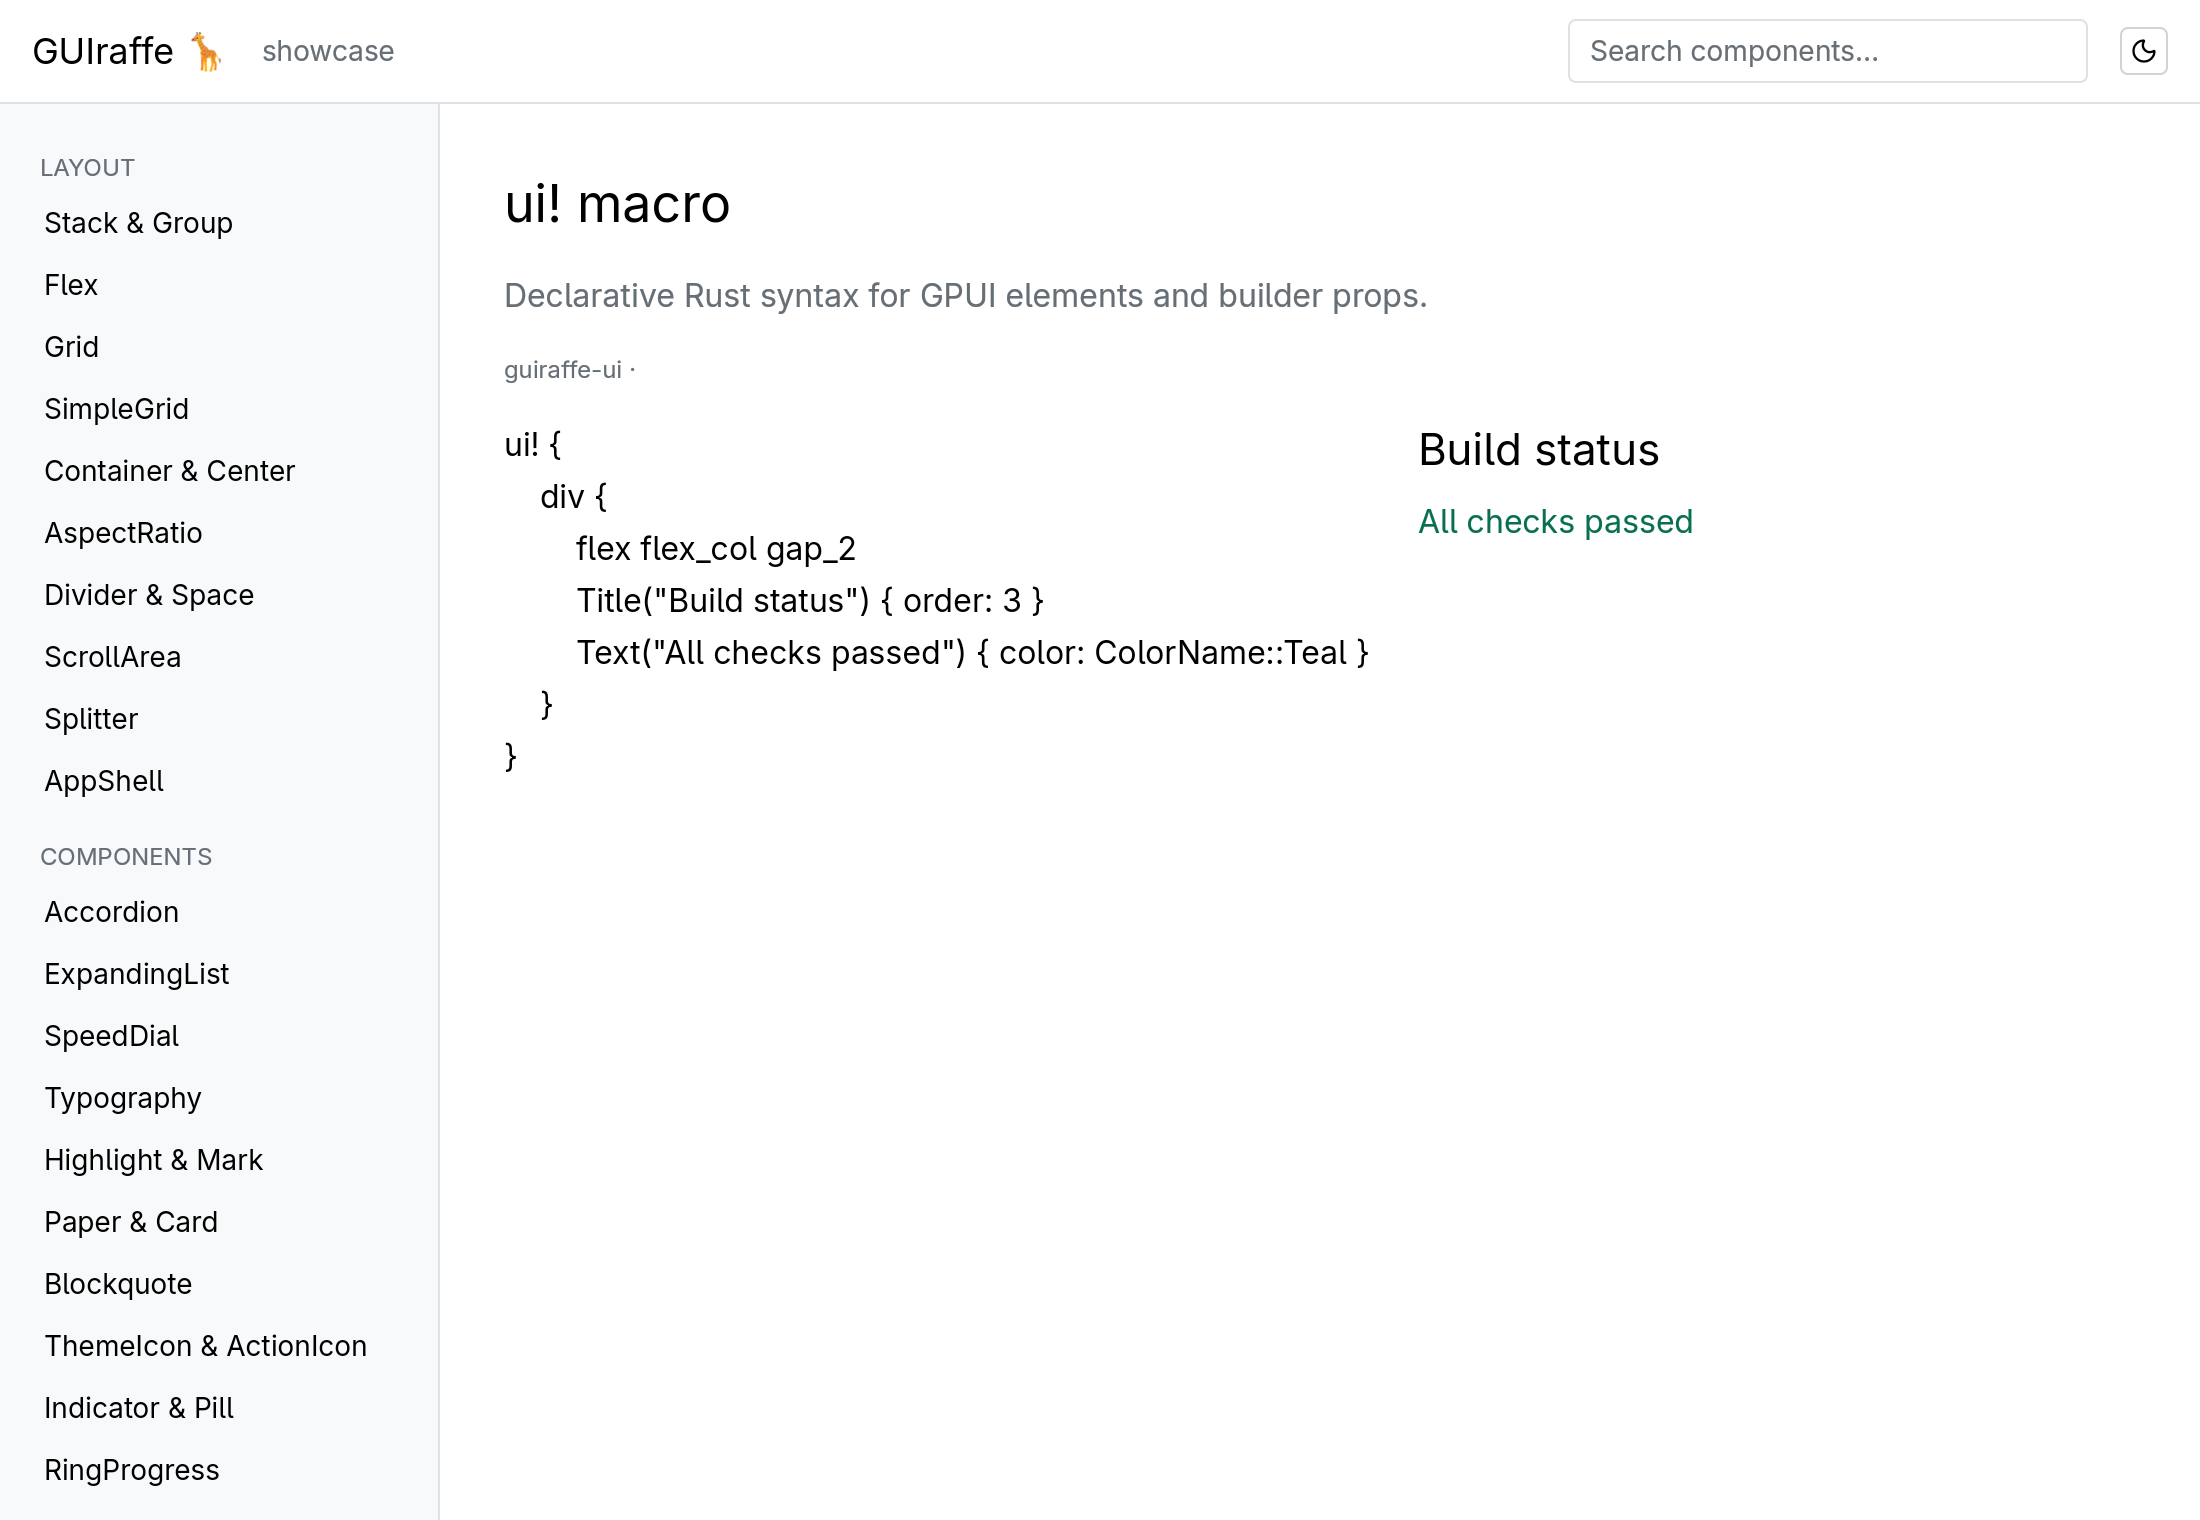 GUIraffe 🦒 showcase
Search components...
LAYOUT
Stack & Group
Flex
Grid
SimpleGrid
Container & Center
AspectRatio
Divider & Space
ScrollArea
Splitter
AppShell
COMPONENTS
Accordion
ExpandingList
SpeedDial
Typography
Highlight & Mark
Paper & Card
Blockquote
ThemeIcon & ActionIcon
Indicator & Pill
RingProgress
ui! macro
Declarative Rust syntax for GPUI elements and builder props.
guiraffe-ui ·
ui! {
    div {
        flex flex_col gap_2
        Title("Build status") { order: 3 }
        Text("All checks passed") { color: ColorName::Teal }
    }
}
Build status
All checks passed